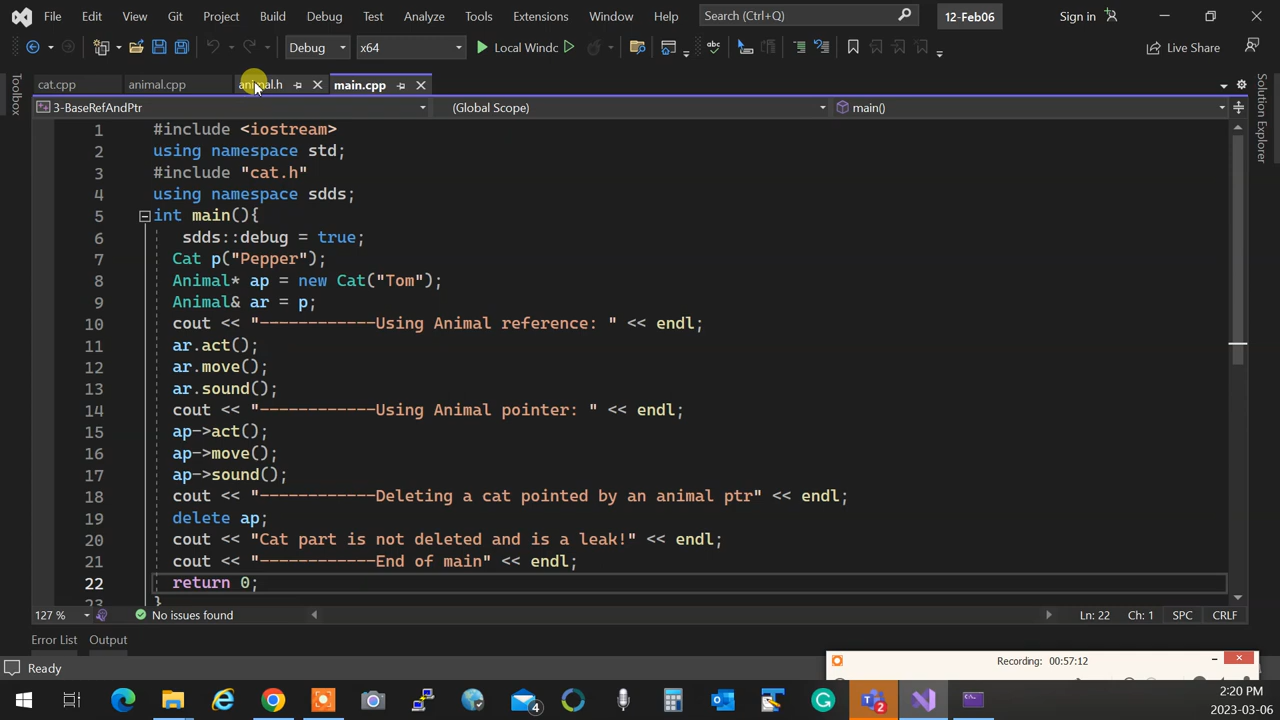 File Edit View Git Project Build Debug Test Analyze Tools Extensions Window Help Search (Ctrl+Q) 12-Feb06 Sign in
Debug x64 Local Windc Live Share
Toolbox
cat.cpp animal.cpp animal.h main.cpp
3-BaseRefAndPtr (Global Scope) main()
Solution Explorer
1 #include <iostream>
2 using namespace std;
3 #include "cat.h"
4 using namespace sdds;
5 int main(){
6 sdds::debug = true;
7 Cat p("Pepper");
8 Animal* ap = new Cat("Tom");
9 Animal& ar = p;
10 cout << "------------Using Animal reference: " << endl;
11 ar.act();
12 ar.move();
13 ar.sound();
14 cout << "------------Using Animal pointer: " << endl;
15 ap->act();
16 ap->move();
17 ap->sound();
18 cout << "------------Deleting a cat pointed by an animal ptr" << endl;
19 delete ap;
20 cout << "Cat part is not deleted and is a leak!" << endl;
21 cout << "------------End of main" << endl;
22 return 0;
23 }
127 % No issues found Ln: 22 Ch: 1 SPC CRLF
Error List Output
Ready
Recording: 00:57:12
4 2
2:20 PM
2023-03-06